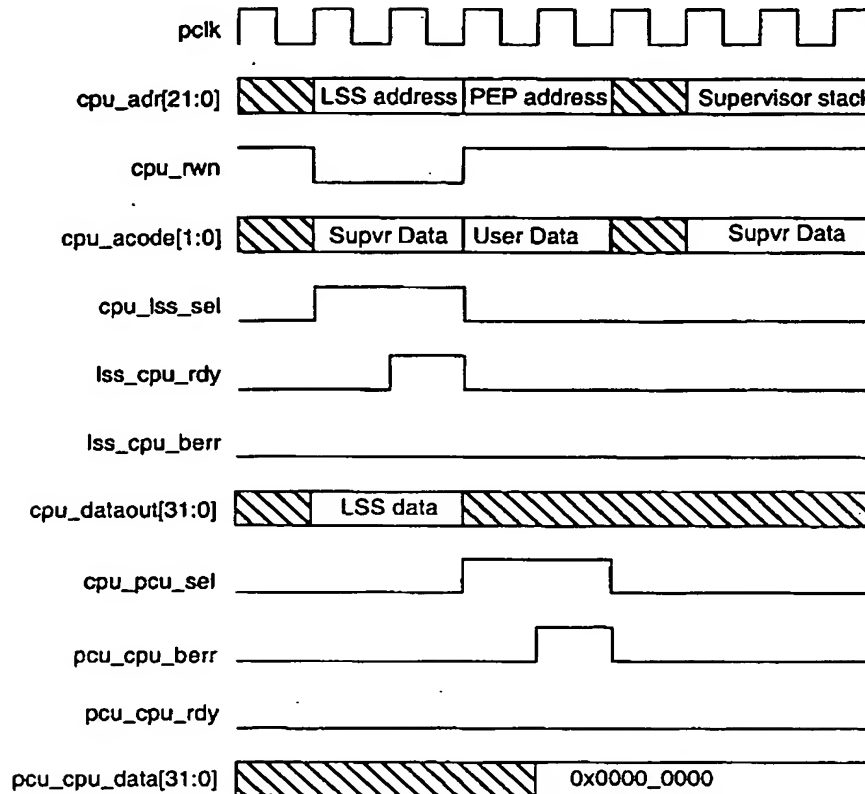 pclk
cpu_adr[21:0] LSS address PEP address Supervisor stack
cpu_rwn
cpu_acode[1:0] Supvr Data User Data Supvr Data
cpu_lss_sel
lss_cpu_rdy
lss_cpu_berr
cpu_dataout[31:0] LSS data
cpu_pcu_sel
pcu_cpu_berr
pcu_cpu_rdy
pcu_cpu_data[31:0] 0x0000_0000